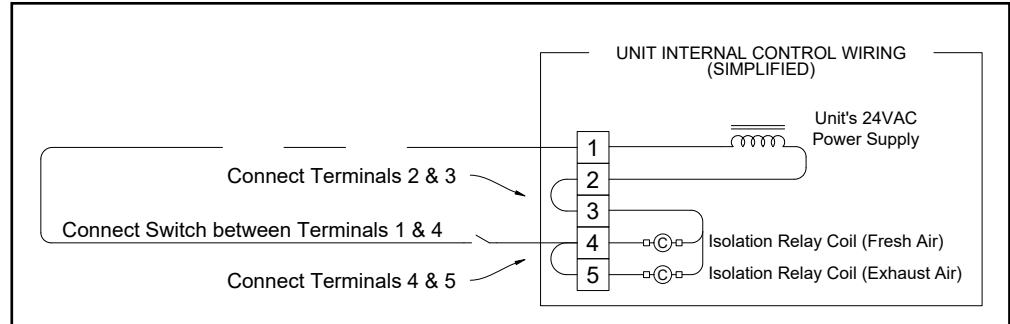 UNIT INTERNAL CONTROL WIRING
(SIMPLIFIED)
Unit's 24VAC
Power Supply
1
Connect Terminals 2 & 3
2
3
Connect Switch between Terminals 1 & 4
4
C
Isolation Relay Coil (Fresh Air)
Connect Terminals 4 & 5
5
C
Isolation Relay Coil (Exhaust Air)